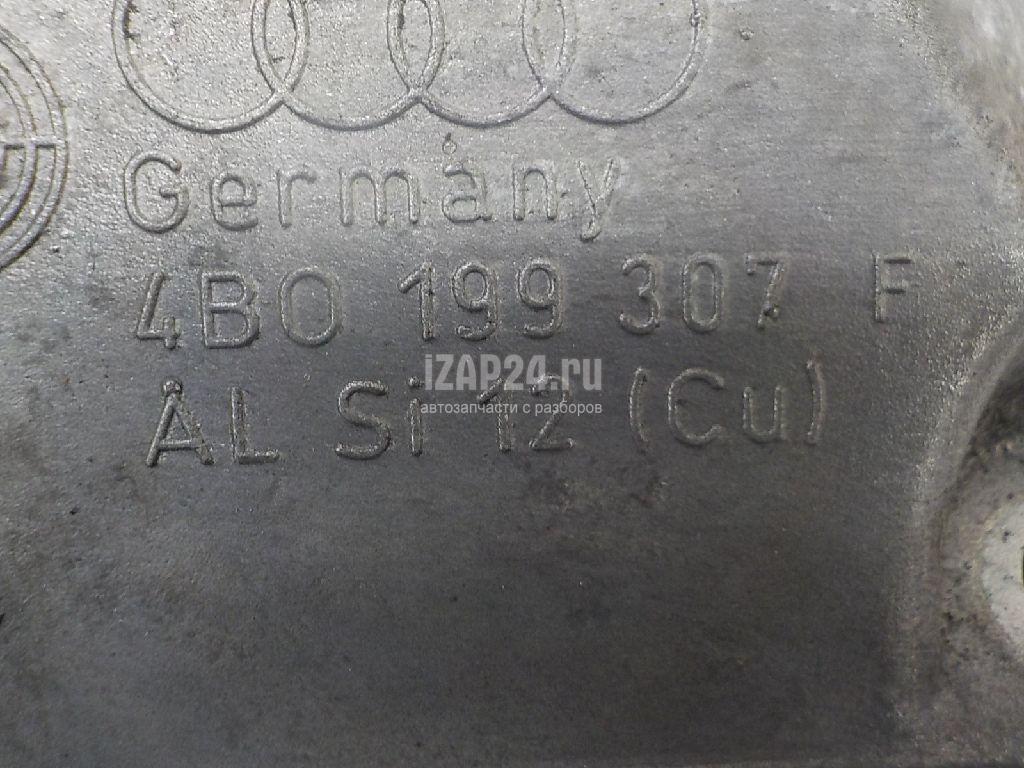 Germany
4B0 199 307 F
iZAP24.ru
автозапчасти с разборов
AL Si 12 (Cu)